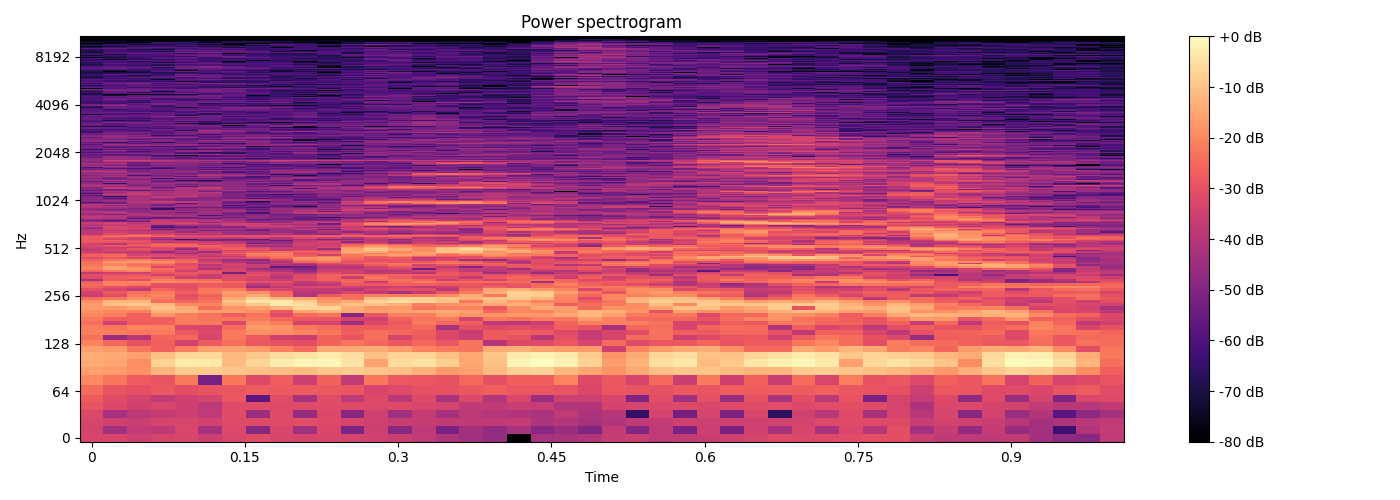 Power spectrogram
Hz
8192
4096
2048
1024
512
256
128
64
0
0 0.15 0.3 0.45 0.6 0.75 0.9
Time
+0 dB
-10 dB
-20 dB
-30 dB
-40 dB
-50 dB
-60 dB
-70 dB
-80 dB